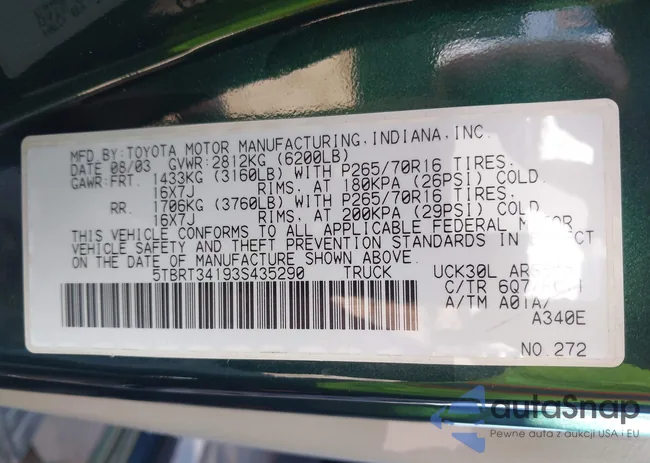 MFD.BY:TOYOTA MOTOR MANUFACTURING,INDIANA,INC.
DATE 08/03 GVWR:2812KG (6200LB)
GAWR:FRT. 1433KG (3160LB) WITH P265/70R16 TIRES,
16X7J RIMS, AT 180KPA (26PSI) COLD.
RR. 1706KG (3760LB) WITH P265/70R16 TIRES,
16X7J RIMS, AT 200KPA (29PSI) COLD.
THIS VEHICLE CONFORMS TO ALL APPLICABLE FEDERAL MOTOR
VEHICLE SAFETY AND THEFT PREVENTION STANDARDS IN EFFECT
ON THE DATE OF MANUFACTURE SHOWN ABOVE.
5TBRT34193S435290 TRUCK UCK30L
C/TR
A/TM A01A/
A340E
NO.272
autoSnap
Pewne auta z aukcji USA i EU